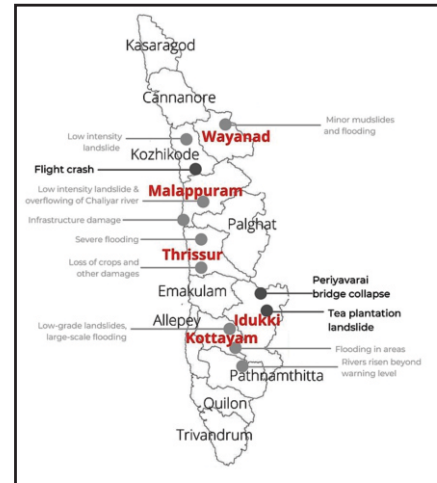 Kasaragod
Cannanore
Minor mudslides
and flooding
Wayanad
Low intensity
landslide
Kozhikode
Flight crash
Malappuram
Low intensity landslide &
overflowing of Chaliyar river
Palghat
Infrastructure damage
Severe flooding
Thrissur
Loss of crops and
other damages
Periyavarai
bridge collapse
Emakulam
Tea plantation
landslide
Allepey
Idukki
Low-grade landslides,
large-scale flooding
Kottayam
Flooding in areas
Rivers risen beyond
warning level
Pathnamthitta
Quilon
Trivandrum